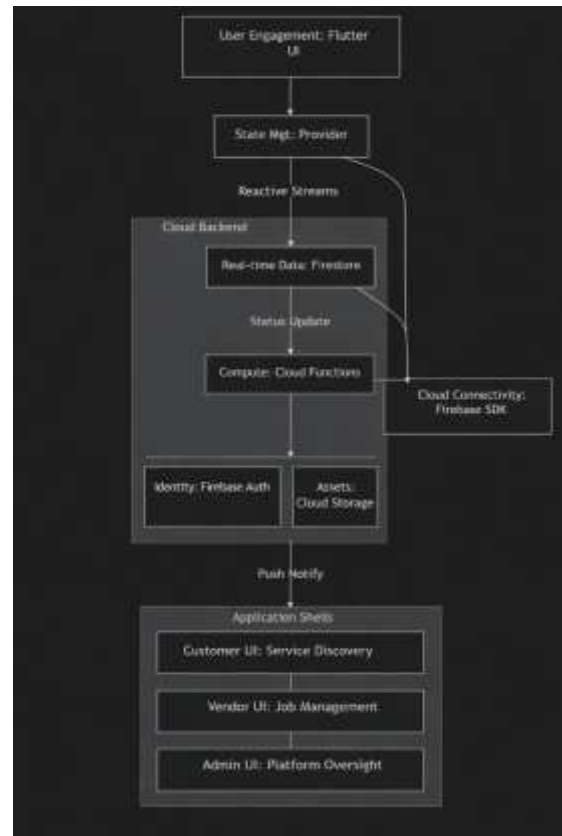 User Engagement: Flutter
UI
State Mgt: Provider
Reactive Streams
Cloud Backend
Real-time Data: Firestore
Status Update
Compute: Cloud Functions
Cloud Connectivity:
Firebase SDK
Identity: Firebase Auth
Assets:
Cloud Storage
Push Notify
Application Shells
Customer UI: Service Discovery
Vendor UI: Job Management
Admin UI: Platform Oversight